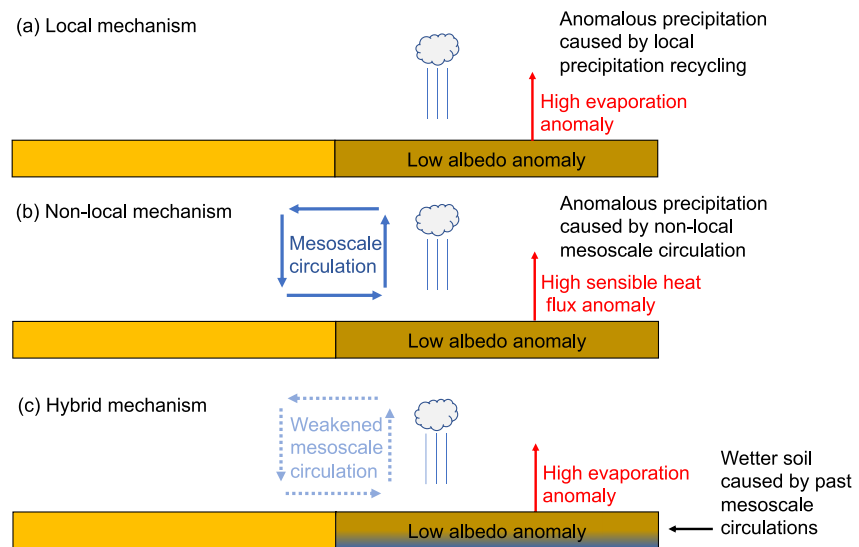 (a) Local mechanism
Anomalous precipitation
caused by local
precipitation recycling
High evaporation
anomaly
Low albedo anomaly
(b) Non-local mechanism
Mesoscale
circulation
Anomalous precipitation
caused by non-local
mesoscale circulation
High sensible heat
flux anomaly
Low albedo anomaly
(c) Hybrid mechanism
Weakened
mesoscale
circulation
High evaporation
anomaly
Wetter soil
caused by past
mesoscale
circulations
Low albedo anomaly